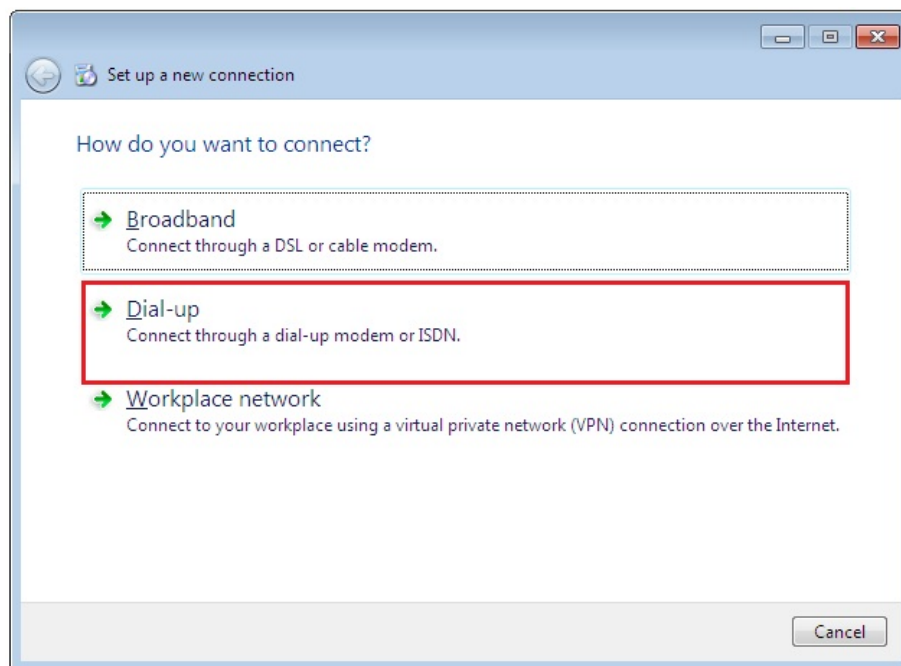 Set up a new connection
How do you want to connect?
Broadband
Connect through a DSL or cable modem.
Dial-up
Connect through a dial-up modem or ISDN.
Workplace network
Connect to your workplace using a virtual private network (VPN) connection over the Internet.
Cancel